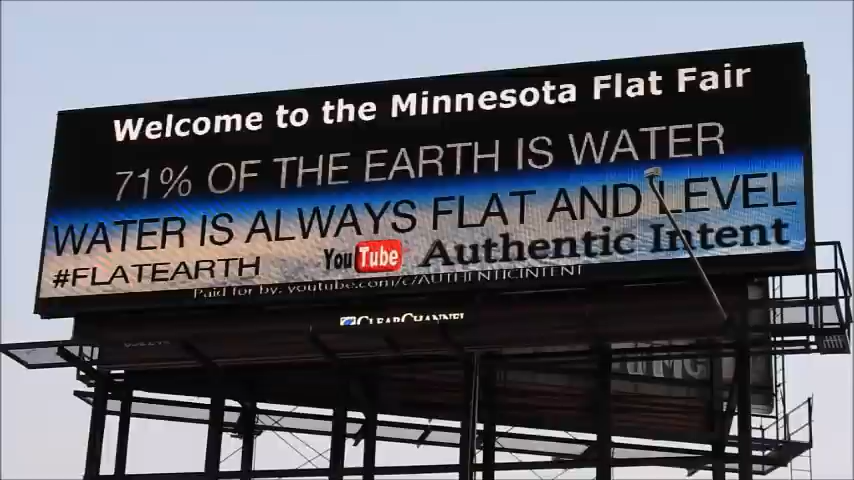 Welcome to the Minnesota Flat Fair
71% OF THE EARTH IS WATER
WATER IS ALWAYS FLAT AND LEVEL
#FLATEARTH YouTube Authentic Intent
Paid for by: youtube.com/c/AUTHENTICINTENT
CLEARCHANNEL